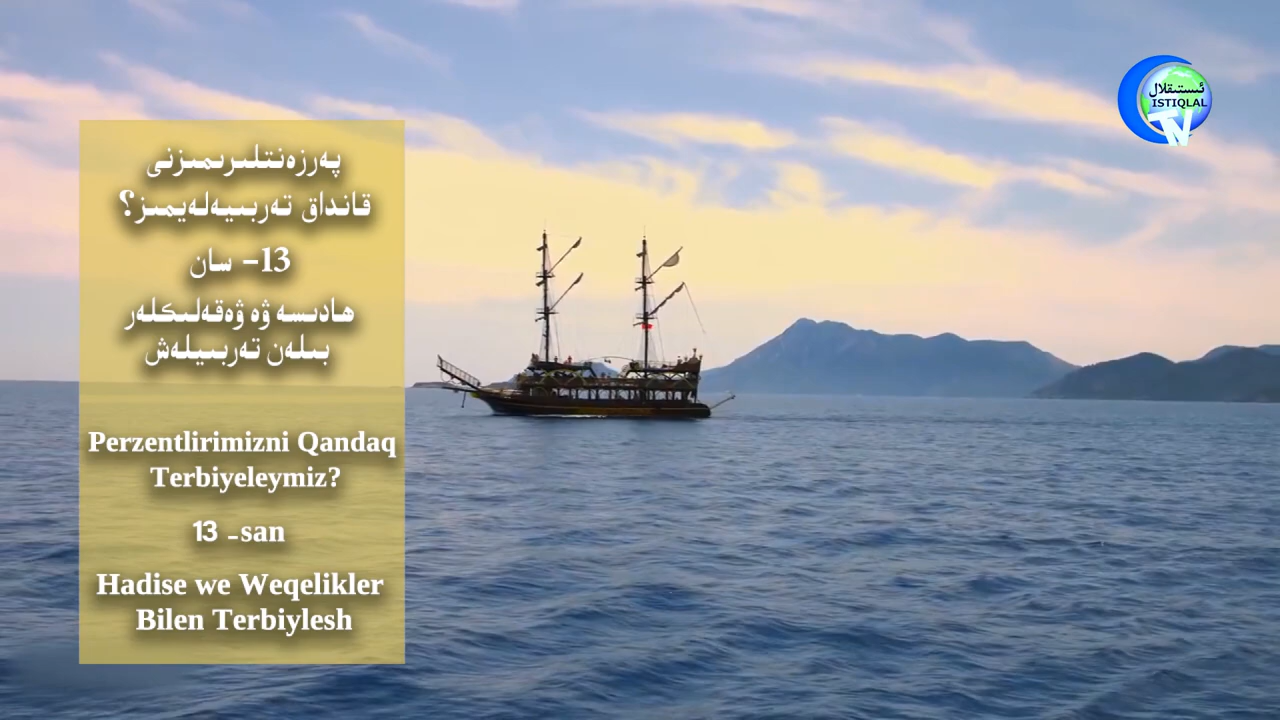 پەرزەنتلىرىمىزنى
قانداق تەربىيەلەيمىز؟
13- سان
ھادىسە ۋە ۋەقەلىكلەر
بىلەن تەربىيلەش
Perzentlirimizni Qandaq
Terbiyeleymiz?
13 -san
Hadise we Weqelikler
Bilen Terbiylesh
ئىستىقلال
ISTIQLAL
TV